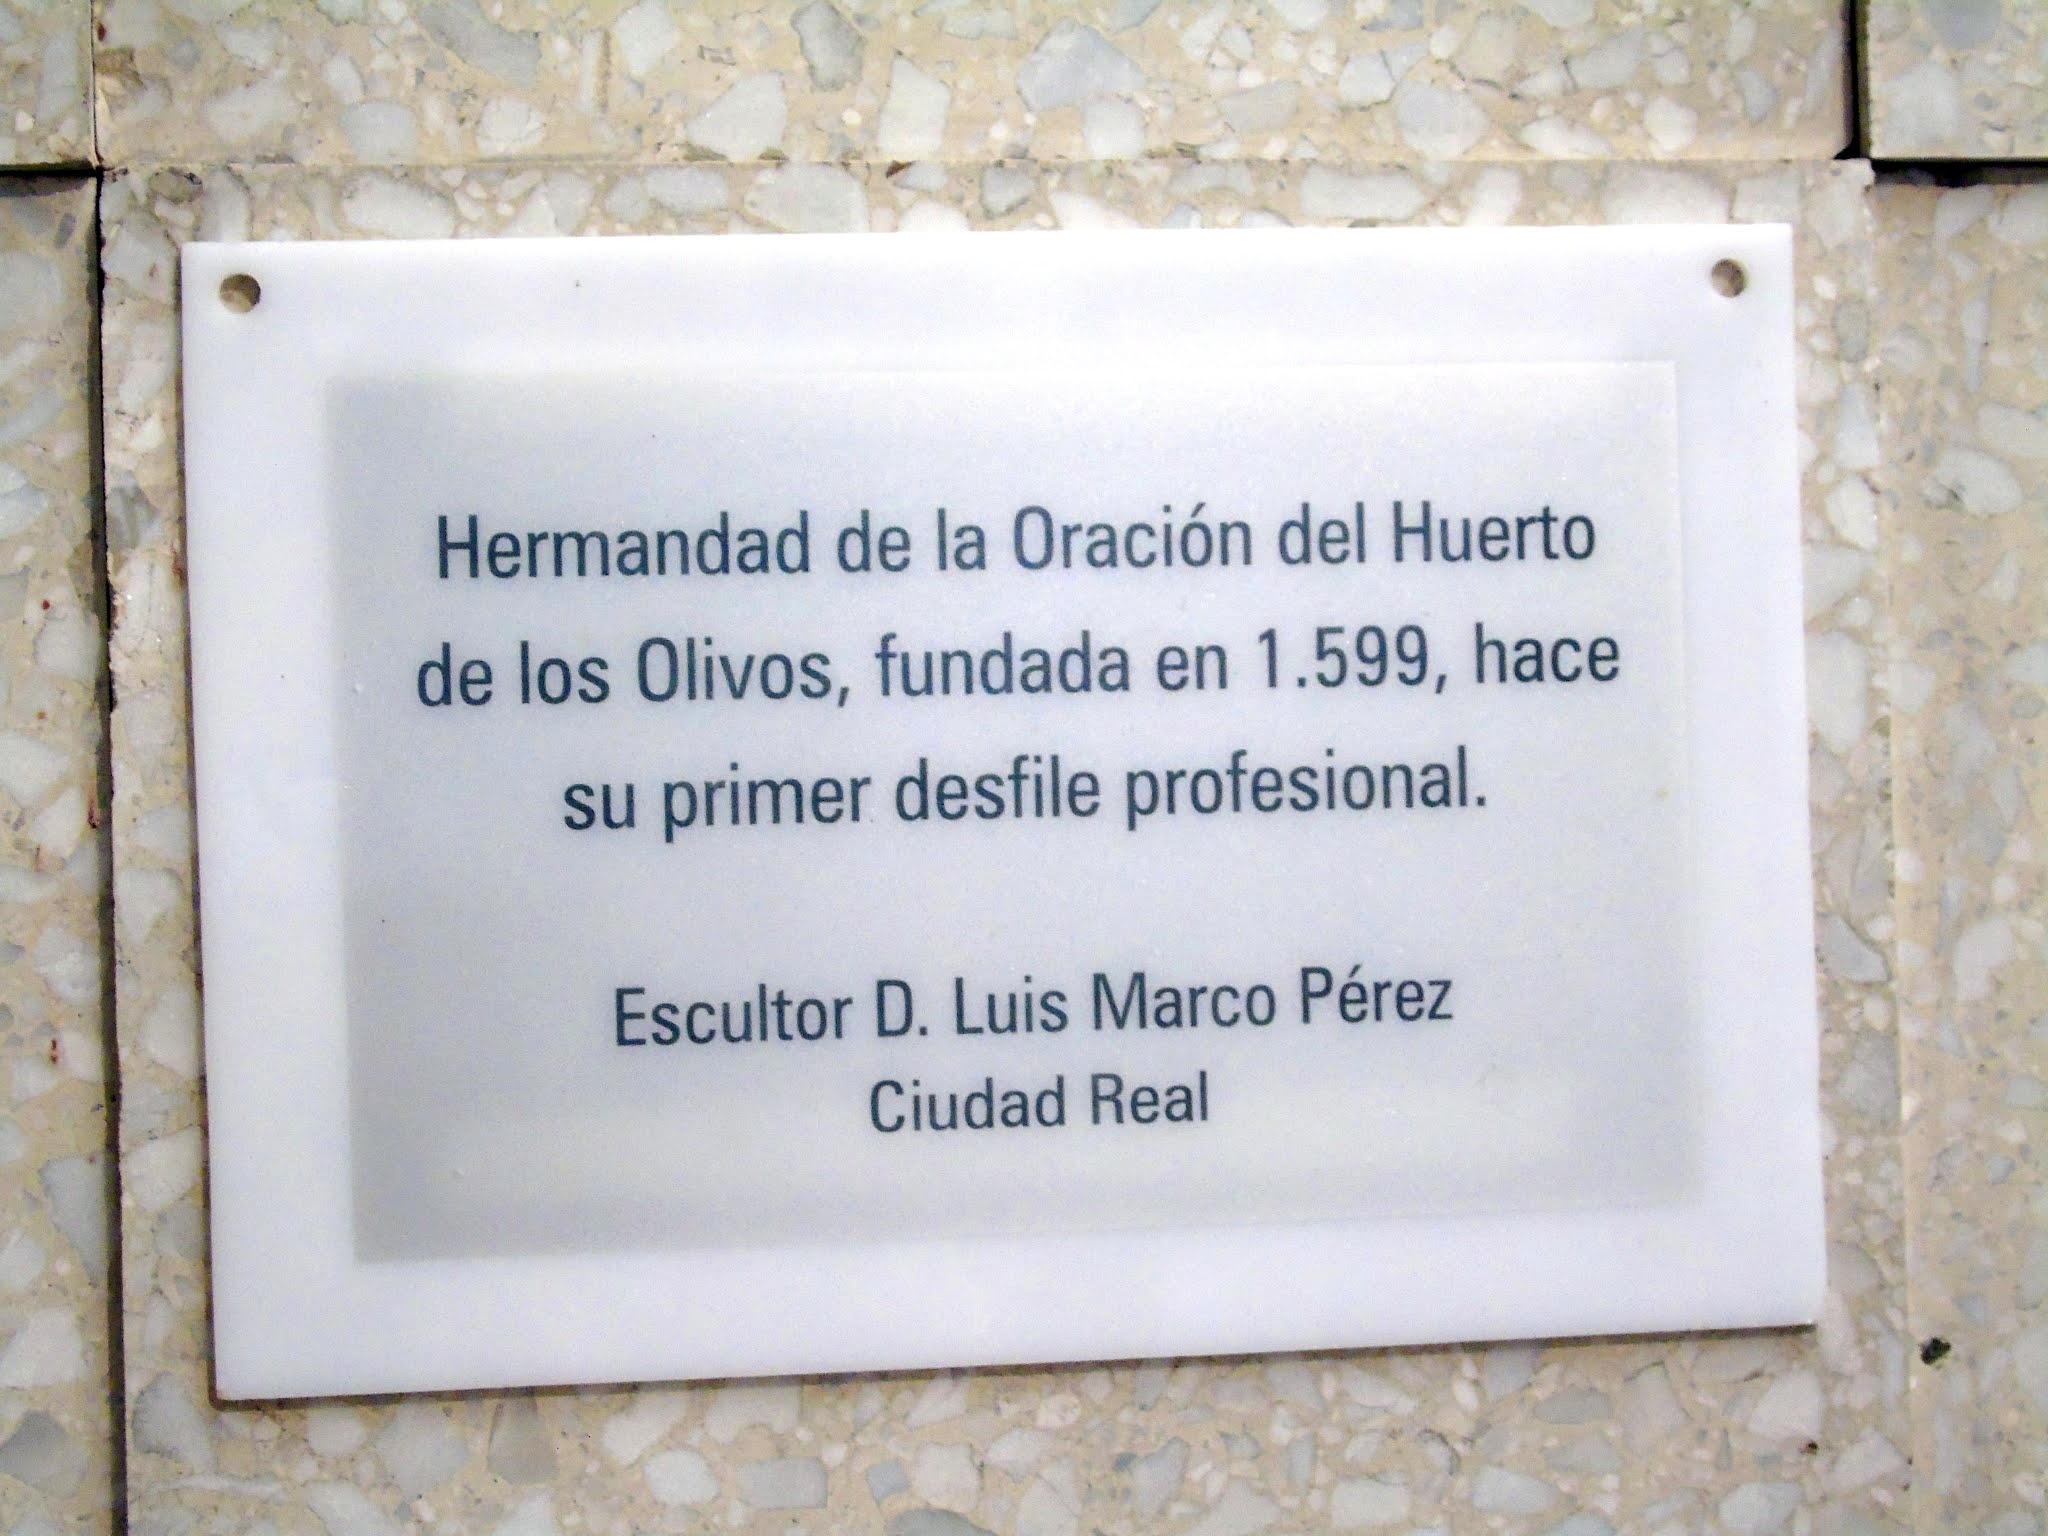 Hermandad de la Oración del Huerto
de los Olivos, fundada en 1.599, hace
su primer desfile profesional.
Escultor D. Luis Marco Pérez
Ciudad Real